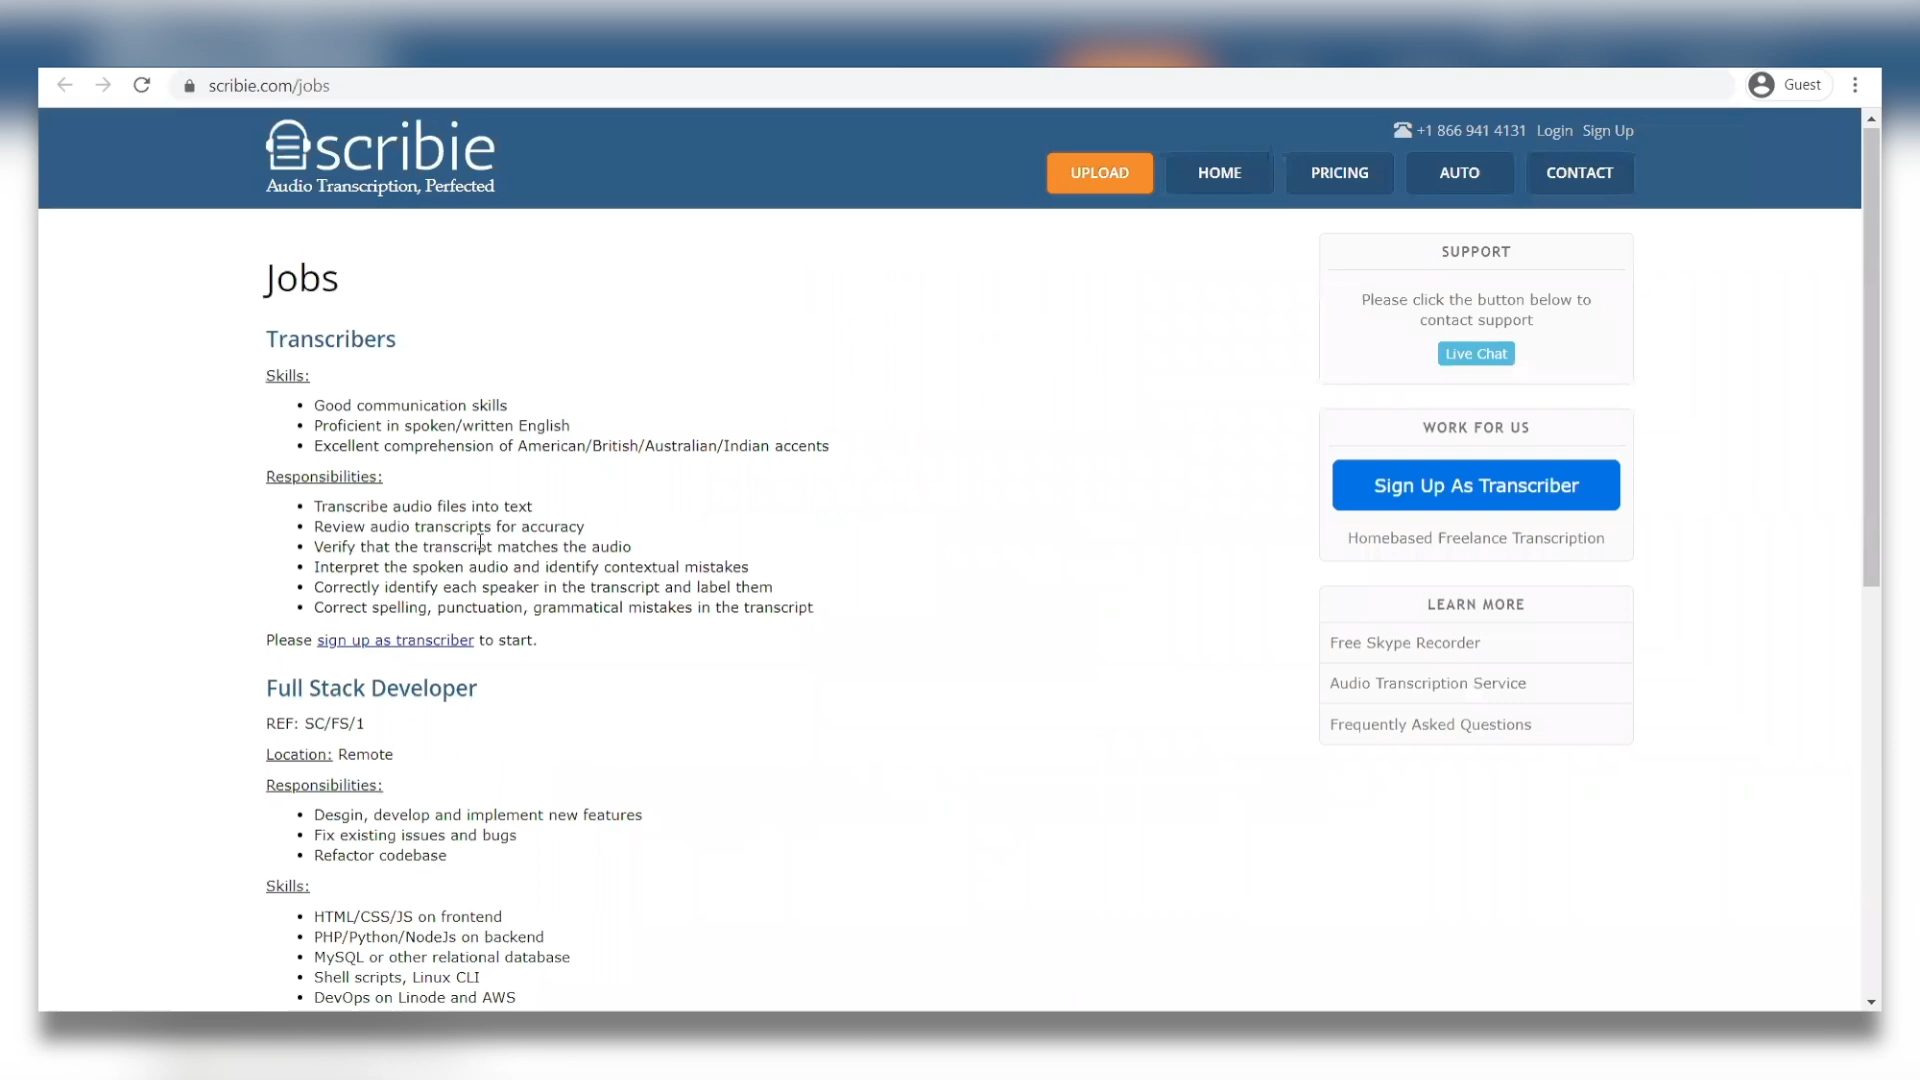 scribie.com/jobs
Guest
scribie
Audio Transcription, Perfected
+1 866 941 4131 Login Sign Up
UPLOAD HOME PRICING AUTO CONTACT
Jobs
Transcribers
Skills:
• Good communication skills
• Proficient in spoken/written English
• Excellent comprehension of American/British/Australian/Indian accents
Responsibilities:
• Transcribe audio files into text
• Review audio transcripts for accuracy
• Verify that the transcript matches the audio
• Interpret the spoken audio and identify contextual mistakes
• Correctly identify each speaker in the transcript and label them
• Correct spelling, punctuation, grammatical mistakes in the transcript
Please sign up as transcriber to start.
Full Stack Developer
REF: SC/FS/1
Location: Remote
Responsibilities:
• Desgin, develop and implement new features
• Fix existing issues and bugs
• Refactor codebase
Skills:
• HTML/CSS/JS on frontend
• PHP/Python/NodeJs on backend
• MySQL or other relational database
• Shell scripts, Linux CLI
• DevOps on Linode and AWS
SUPPORT
Please click the button below to
contact support
Live Chat
WORK FOR US
Sign Up As Transcriber
Homebased Freelance Transcription
LEARN MORE
Free Skype Recorder
Audio Transcription Service
Frequently Asked Questions